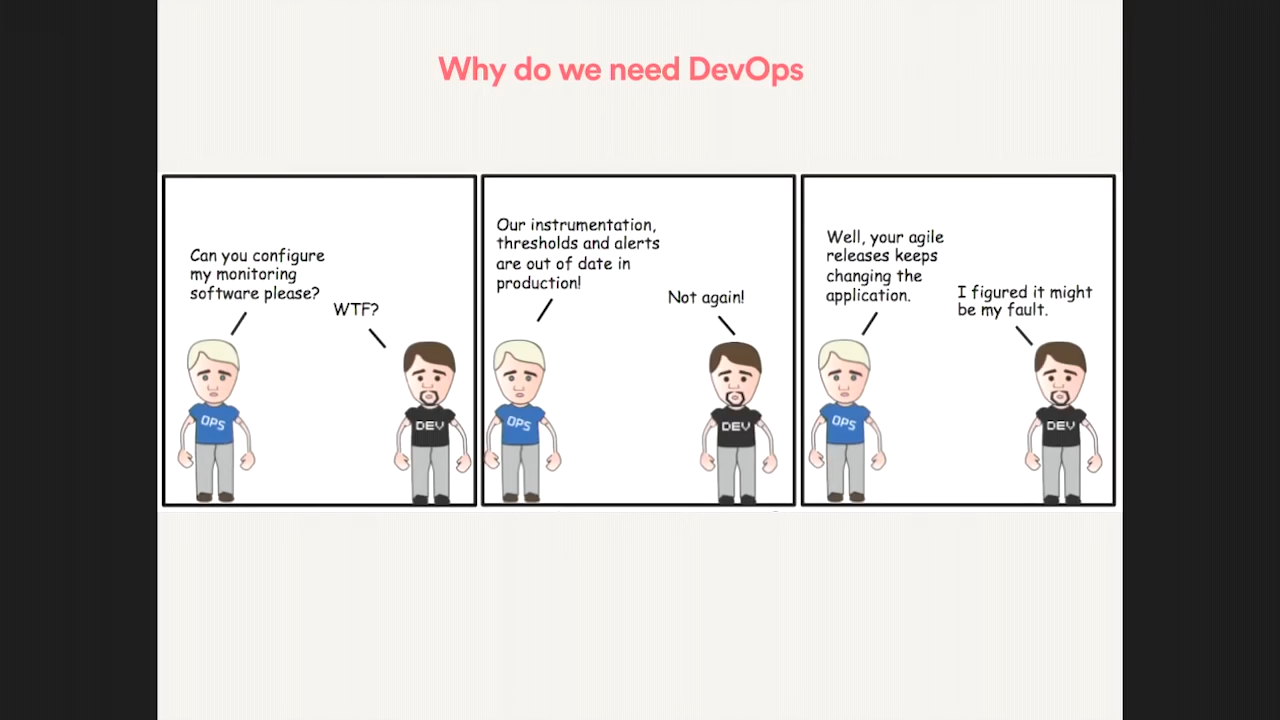 Why do we need DevOps
Can you configure
my monitoring
software please?
WTF?
OPS
DEV
Our instrumentation,
thresholds and alerts
are out of date in
production!
Not again!
OPS
DEV
Well, your agile
releases keeps
changing the
application.
I figured it might
be my fault.
OPS
DEV